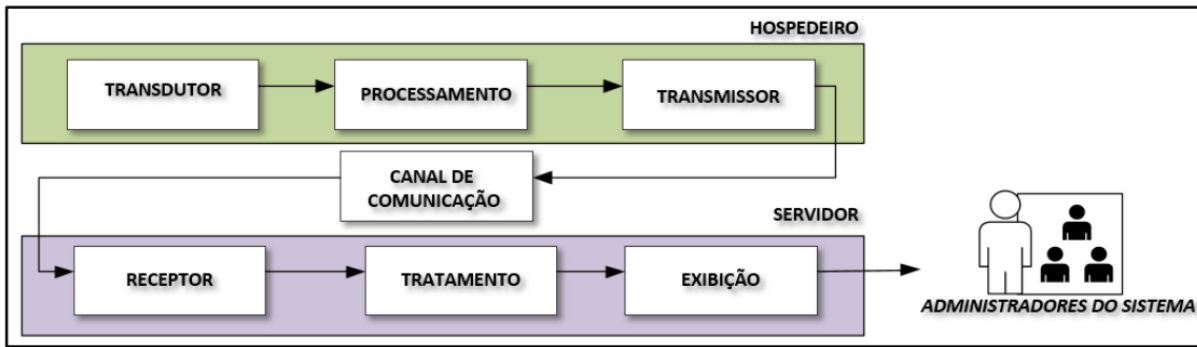 HOSPEDEIRO
TRANSDUTOR
PROCESSAMENTO
TRANSMISSOR
CANAL DE
COMUNICAÇÃO
SERVIDOR
RECEPTOR
TRATAMENTO
EXIBIÇÃO
ADMINISTRADORES DO SISTEMA